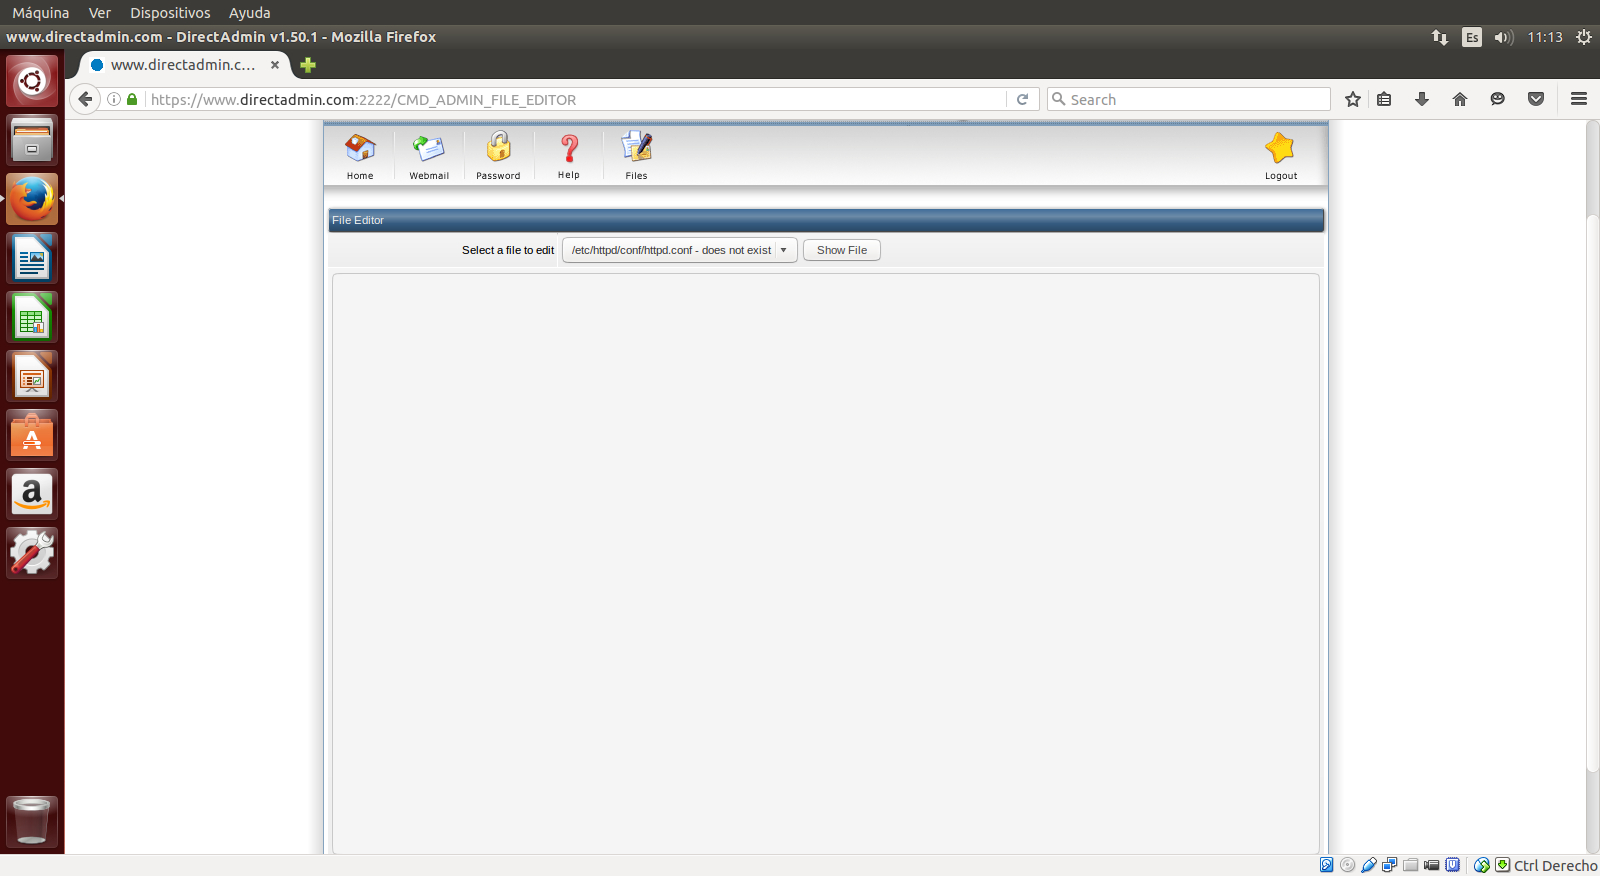 Máquina Ver Dispositivos Ayuda
www.directadmin.com - DirectAdmin v1.50.1 - Mozilla Firefox
Es 11:13
www.directadmin.c...
https://www.directadmin.com:2222/CMD_ADMIN_FILE_EDITOR
Search
Home Webmail Password Help Files Logout
File Editor
Select a file to edit /etc/httpd/conf/httpd.conf - does not exist Show File
Ctrl Derecho